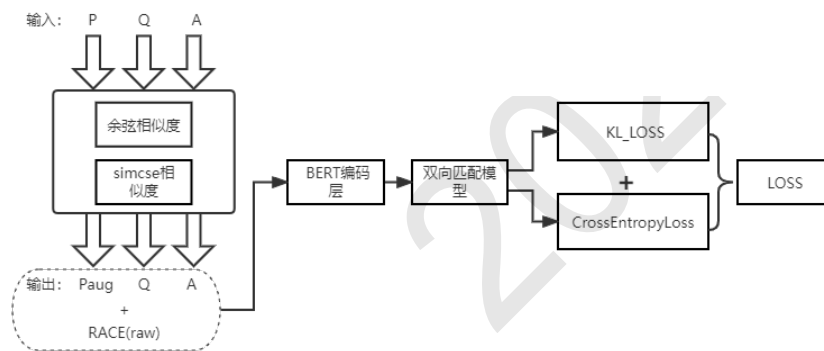 输入: P Q A
余弦相似度
simcse相
似度
输出: Paug Q A
+
RACE(raw)
BERT编码
层
双向匹配模
型
KL_LOSS
+
CrossEntropyLoss
LOSS
202